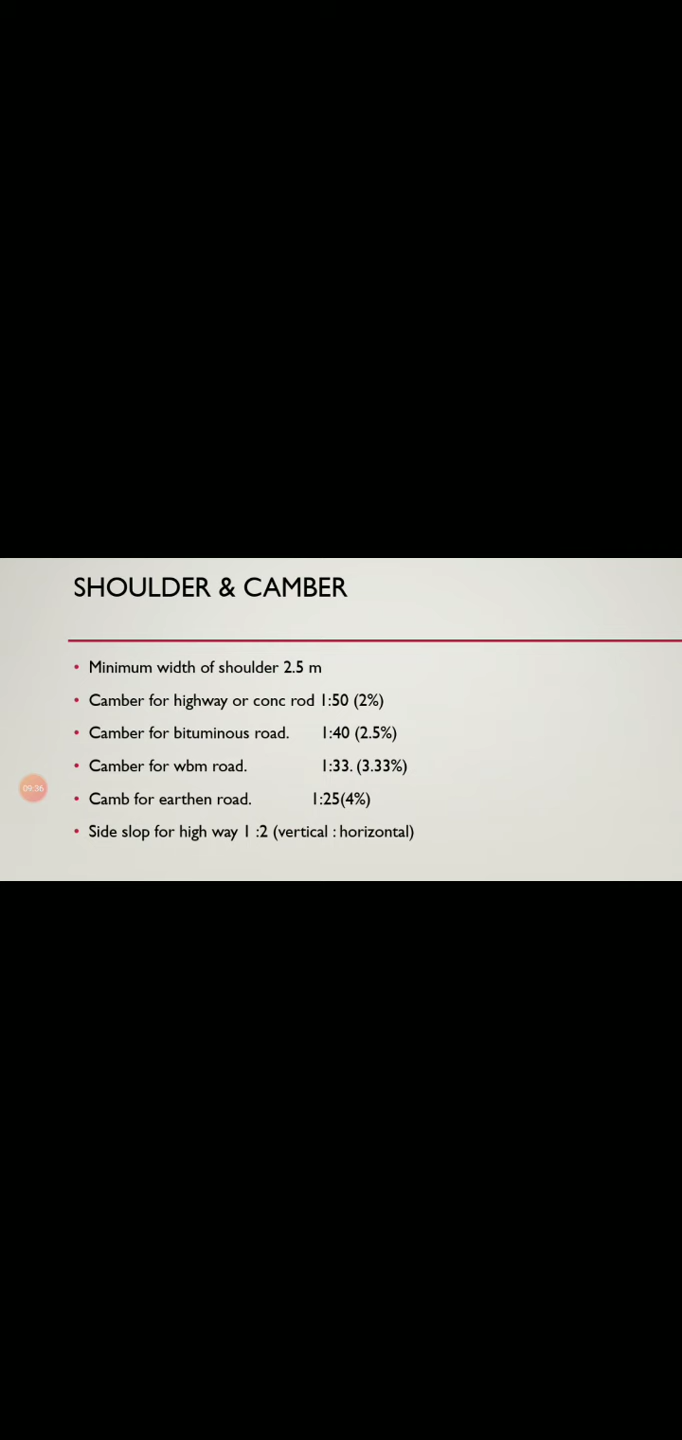 SHOULDER & CAMBER
• Minimum width of shoulder 2.5 m
• Camber for highway or conc rod 1:50 (2%)
• Camber for bituminous road. 1:40 (2.5%)
• Camber for wbm road. 1:33. (3.33%)
09:36
• Camb for earthen road. 1:25(4%)
• Side slop for high way 1 :2 (vertical : horizontal)